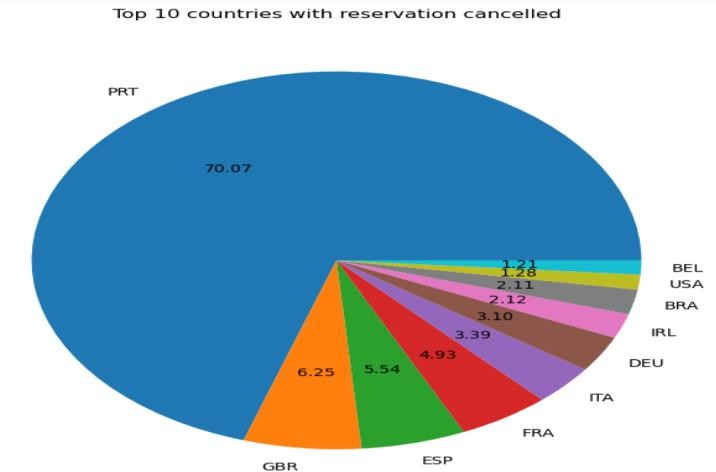 Top 10 countries with reservation cancelled
PRT
70.07
1.21
BEL
1.28
USA
2.11
BRA
2.12
IRL
3.10
DEU
3.39
ITA
4.93
FRA
5.54
ESP
6.25
GBR